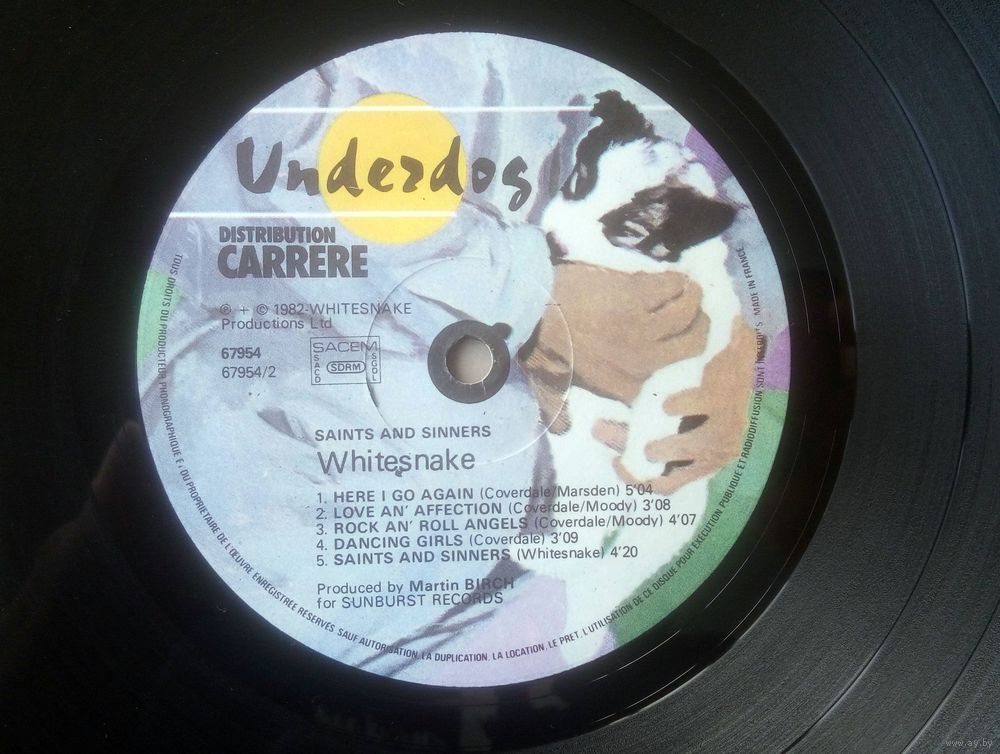 Underdog
DISTRIBUTION
CARRERE
℗ + © 1982 - WHITESNAKE
Productions Ltd
67954
67954/2
SACEM
SACD
SDRM
SGDL
SAINTS AND SINNERS
Whitesnake
1. HERE I GO AGAIN (Coverdale/Marsden) 5'04
2. LOVE AN' AFFECTION (Coverdale/Moody) 3'08
3. ROCK AN' ROLL ANGELS (Coverdale/Moody) 4'07
4. DANCING GIRLS (Coverdale) 3'09
5. SAINTS AND SINNERS (Whitesnake) 4'20
Produced by Martin BIRCH
for SUNBURST RECORDS
TOUS DROITS DU PRODUCTEUR PHONOGRAPHIQUE ET DU PROPRIETAIRE DE L'ŒUVRE ENREGISTREE RESERVES. SAUF AUTORISATION, LA DUPLICATION, LA LOCATION, LE PRET, L'UTILISATION DE CE DISQUE POUR EXECUTION PUBLIQUE ET RADIODIFFUSION SONT INTERDITS MADE IN FRANCE
www.ay.by